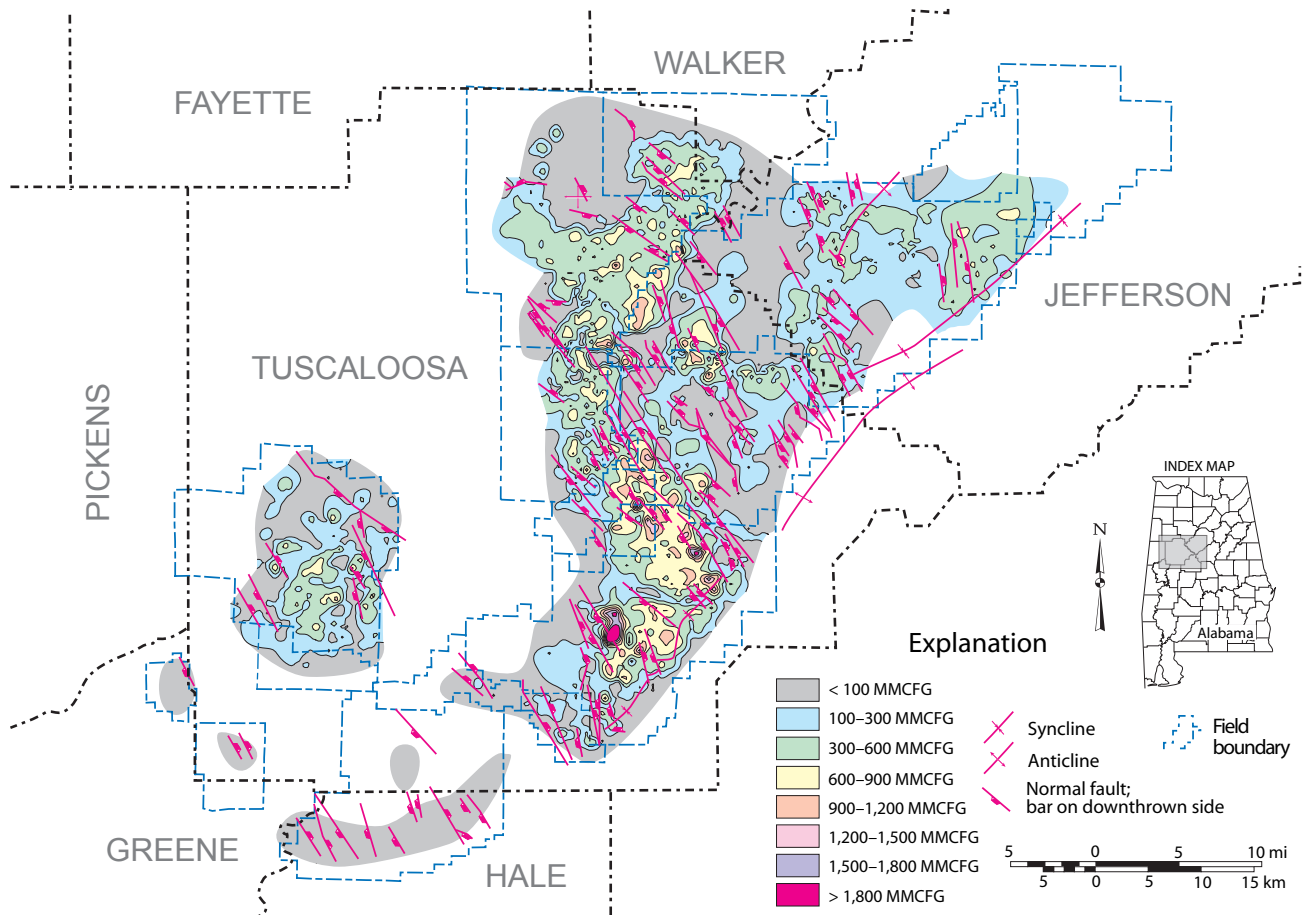 WALKER
FAYETTE
JEFFERSON
TUSCALOOSA
PICKENS
GREENE
HALE
INDEX MAP
Alabama
N
Explanation
< 100 MMCFG
100–300 MMCFG
300–600 MMCFG
600–900 MMCFG
900–1,200 MMCFG
1,200–1,500 MMCFG
1,500–1,800 MMCFG
> 1,800 MMCFG
Syncline
Anticline
Normal fault;
bar on downthrown side
Field
boundary
5 0 5 10 mi
5 0 5 10 15 km